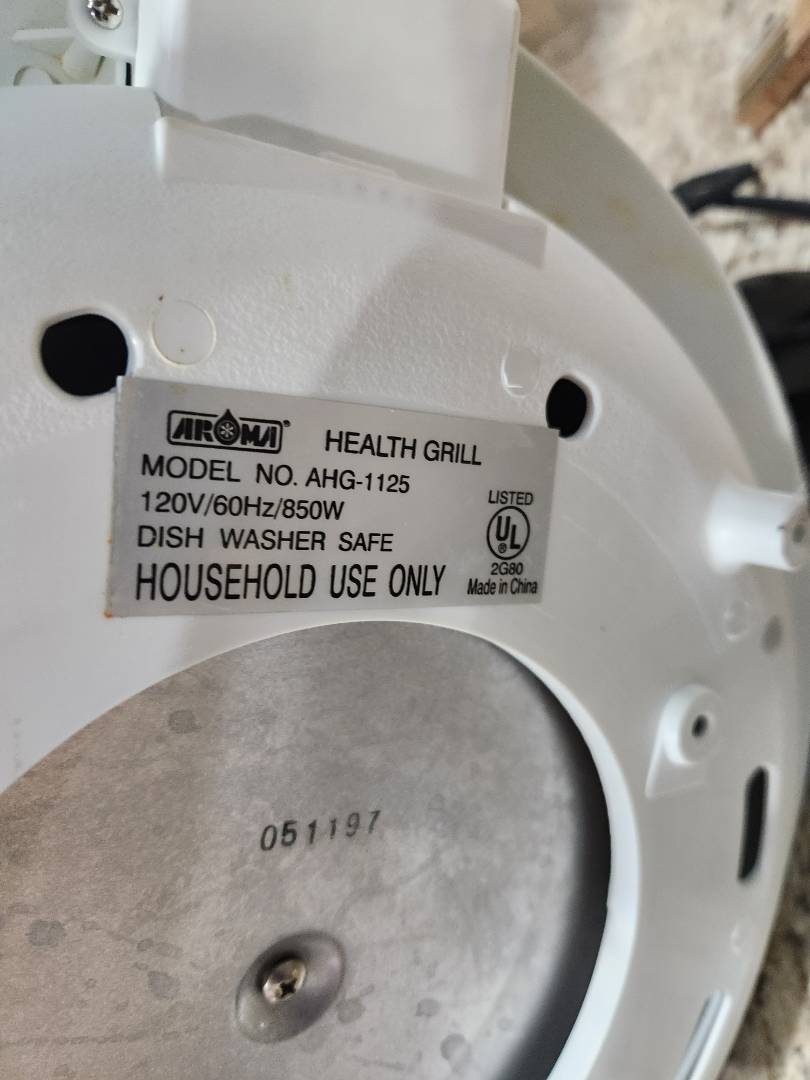 AROMA® HEALTH GRILL
MODEL NO. AHG-1125
120V/60Hz/850W
DISH WASHER SAFE
HOUSEHOLD USE ONLY
LISTED
UL®
2G80
Made in China
051197